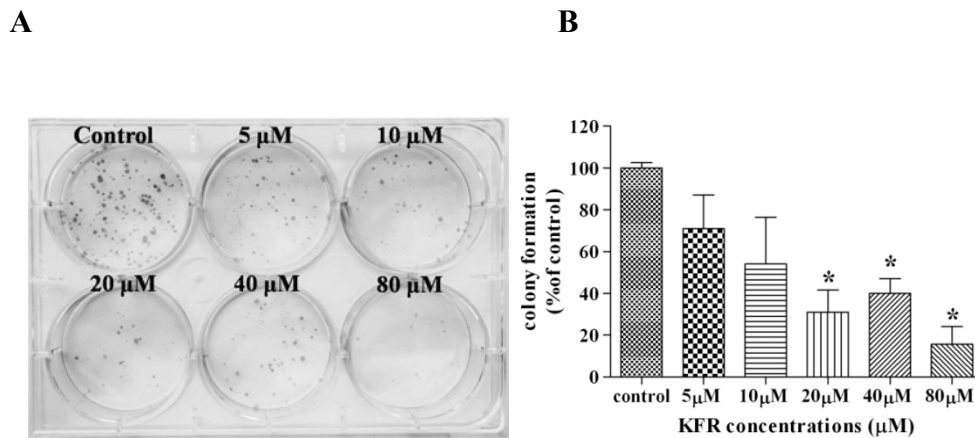 A
B
Control
5 μM
10 μM
20 μM
40 μM
80 μM
colony formation
(%of control)
120
100
80
60
40
20
0
*
*
*
control
5μM
10μM
20μM
40μM
80μM
KFR concentrations (μM)